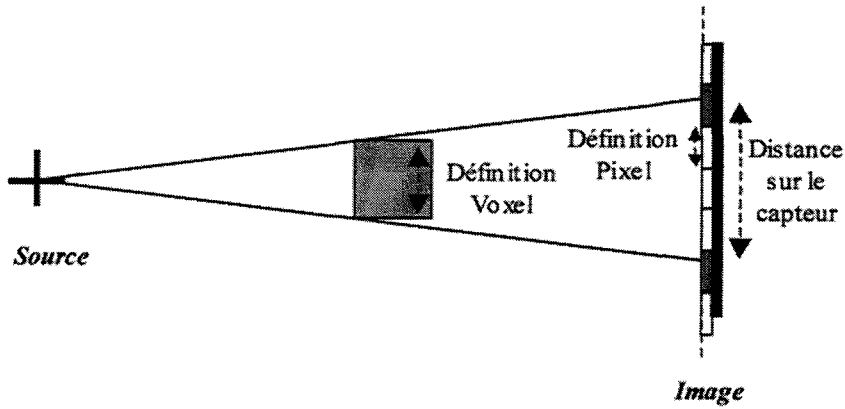 Source
Définition
Voxel
Définition
Pixel
Distance
sur le
capteur
Image